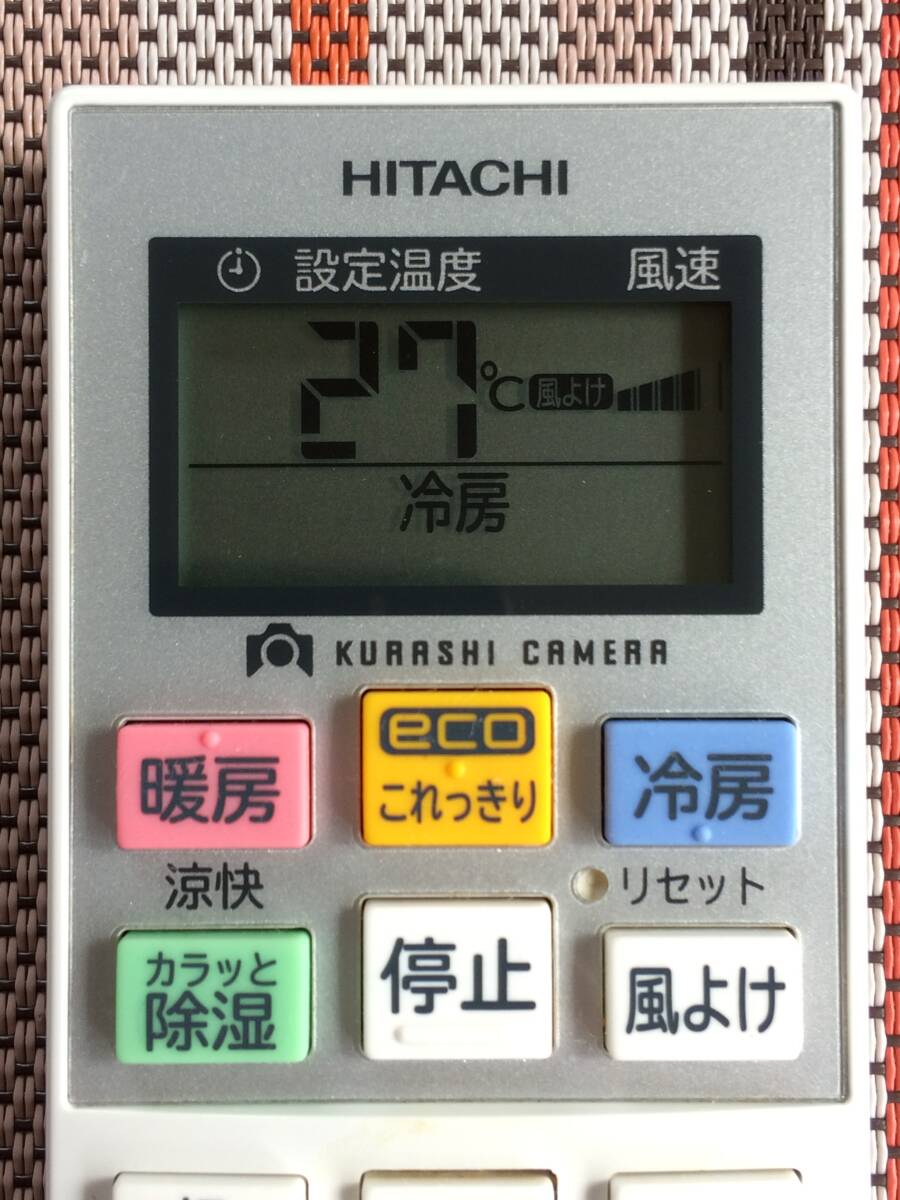 HITACHI
設定温度 風速
27℃ 風よけ
冷房
KURASHI CAMERA
暖房
eco
これっきり
冷房
涼快
リセット
カラッと
除湿
停止
風よけ